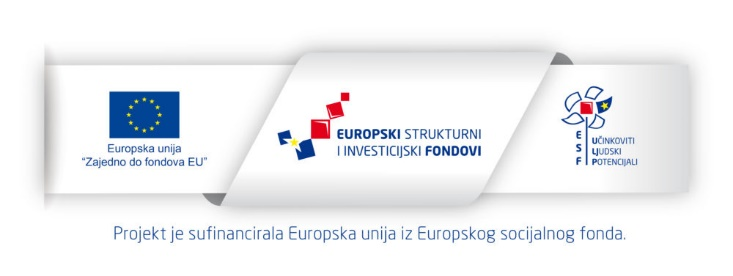 Europska unija
“Zajedno do fondova EU”
EUROPSKI STRUKTURNI
I INVESTICIJSKI FONDOVI
E S F
UČINKOVITI
LJUDSKI
POTENCIJALI
Projekt je sufinancirala Europska unija iz Europskog socijalnog fonda.